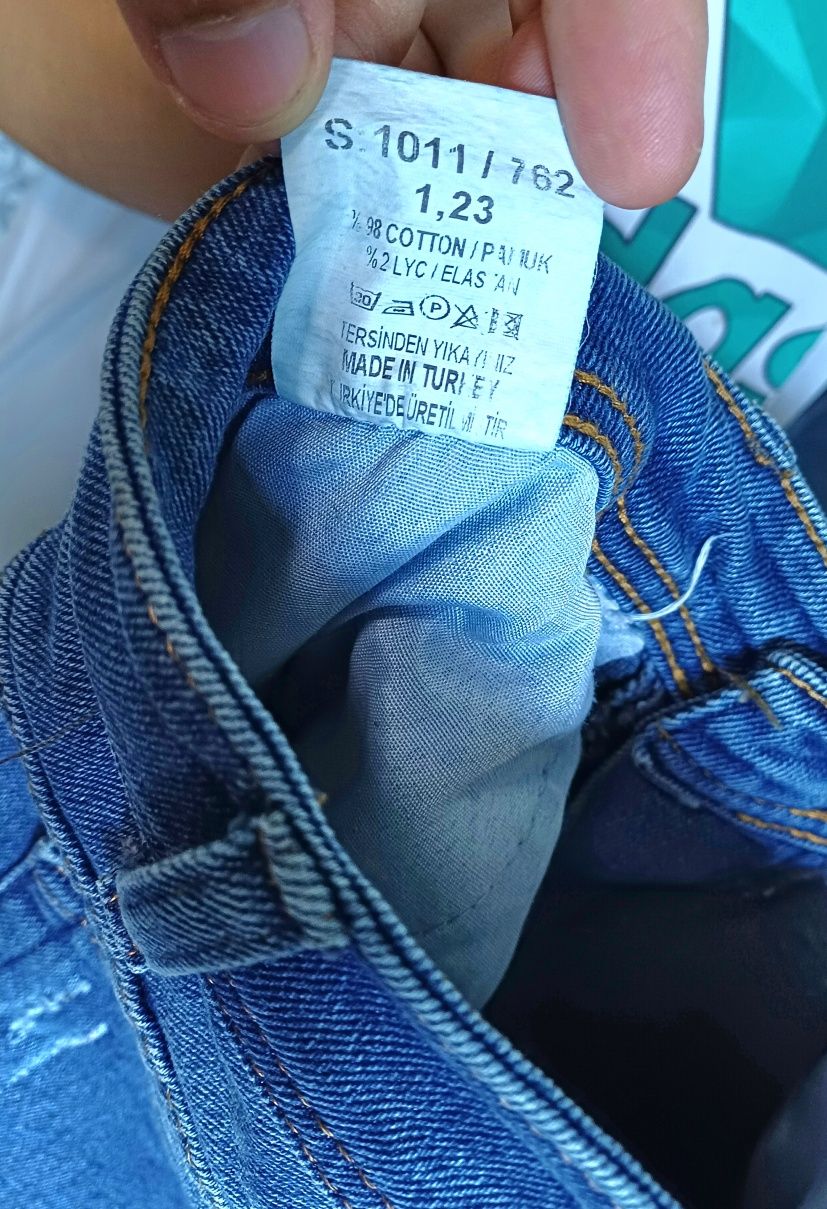 S: 1011 / 762
1,23
% 98 COTTON / PAMUK
%2 LYC / ELASTAN
30 P
TERSİNDEN YIKAYINIZ
MADE IN TURKEY
TÜRKİYE'DE ÜRETİLMİŞTİR